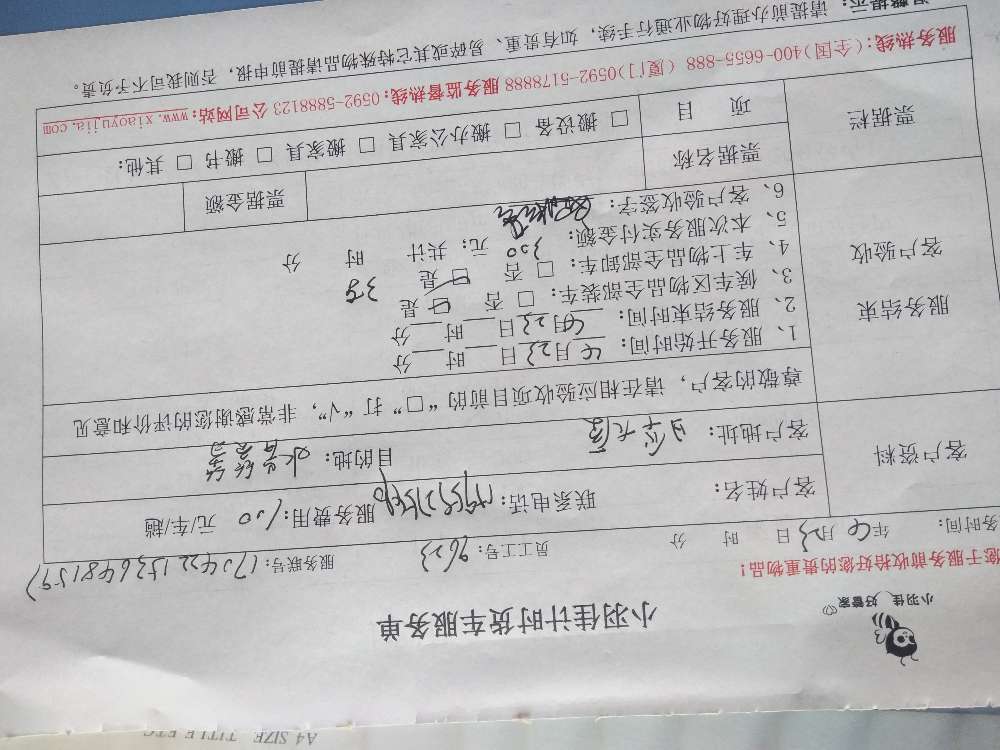 A4 SIZE TITLE ETC
小羽佳 好管家
小羽佳计时货车服务单
您于服务前收拾好您的贵重物品！
务时间： 年 月23日 时 分 员工工号：9623 服务联号：
客户资料
客户姓名： 联系电话： 服务费用：100 元/车/趟
客户地址： 目的地：
尊敬的客户，请在相应验收项目前的“□”打“√”，非常感谢您的评价和意见
服务结束
客户验收
1、服务开始时间： 月23日 时 分
2、服务结束时间： 月23日 时 分
3、候车区物品全部装车：□ 否 □ 是
4、车上物品全部卸车：□ 否 □ 是 3
5、本次服务实付金额：300 元；共计 时 分
6、客户验收签字：
票据栏
票据名称 票据金额
项 目 □ 搬设备 □ 搬办公家具 □ 搬家具 □ 搬书 □ 其他：
服务热线：(全国)400-6655-888 (厦门)0592-5178888 服务监督热线：0592-5888123 公司网站：www.xiaoyujia.com
温馨提示：请提前办理好物业通行手续，如有贵重、易碎或其它特殊物品请提前申报，否则我司不予负责。